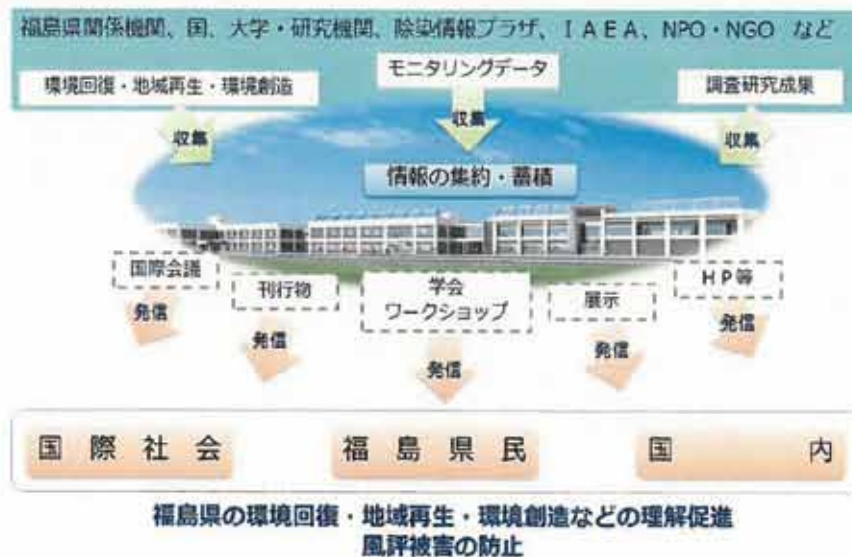 福島県関係機関、国、大学・研究機関、除染情報プラザ、ＩＡＥＡ、NPO・NGO など
環境回復・地域再生・環境創造
モニタリングデータ
調査研究成果
収集
収集
収集
情報の集約・蓄積
国際会議
刊行物
学会
ワークショップ
展示
ＨＰ等
発信
発信
発信
発信
発信
国際社会
福島県民
国内
福島県の環境回復・地域再生・環境創造などの理解促進
風評被害の防止